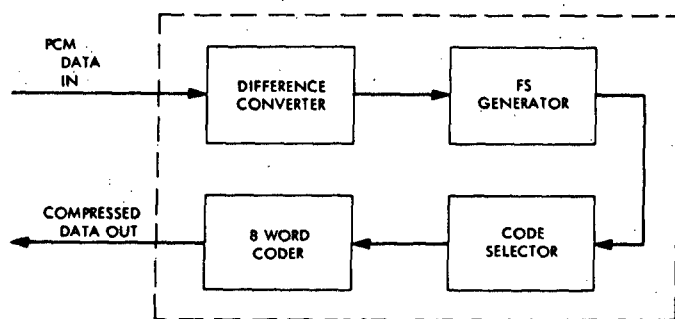 PCM
DATA
IN
DIFFERENCE
CONVERTER
FS
GENERATOR
COMPRESSED
DATA OUT
8 WORD
CODER
CODE
SELECTOR